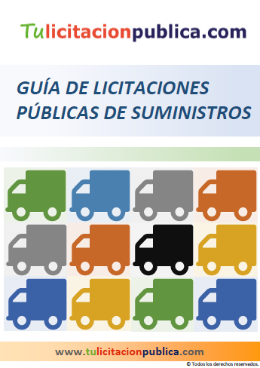 Tulicitacionpublica.com
GUÍA DE LICITACIONES
PÚBLICAS DE SUMINISTROS
www.tulicitacionpublica.com
© Todos los derechos reservados.